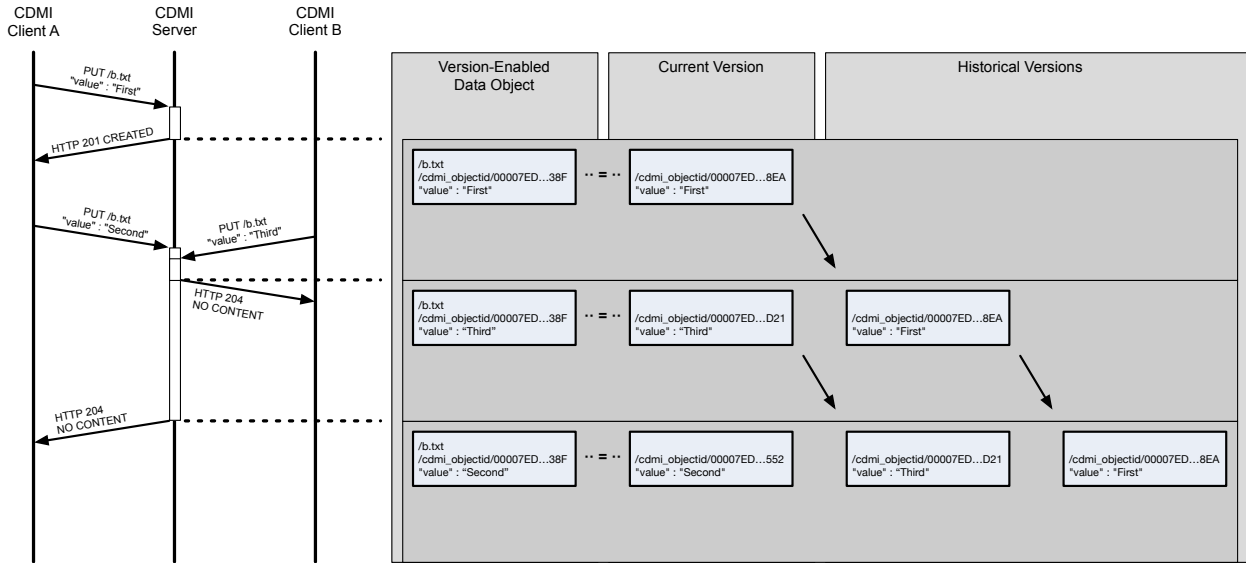 CDMI
Client A
CDMI
Server
CDMI
Client B
PUT /b.txt
"value" : "First"
HTTP 201 CREATED
PUT /b.txt
"value" : "Second"
PUT /b.txt
"value" : "Third"
HTTP 204
NO CONTENT
HTTP 204
NO CONTENT
Version-Enabled
Data Object
Current Version
Historical Versions
/b.txt
/cdmi_objectid/00007ED...38F
"value" : "First"
·· = ··
/cdmi_objectid/00007ED...8EA
"value" : "First"
/b.txt
/cdmi_objectid/00007ED...38F
"value" : “Third”
·· = ··
/cdmi_objectid/00007ED...D21
"value" : “Third"
/cdmi_objectid/00007ED...8EA
"value" : "First"
/b.txt
/cdmi_objectid/00007ED...38F
"value" : “Second”
·· = ··
/cdmi_objectid/00007ED...552
"value" : "Second"
/cdmi_objectid/00007ED...D21
"value" : “Third"
/cdmi_objectid/00007ED...8EA
"value" : "First"